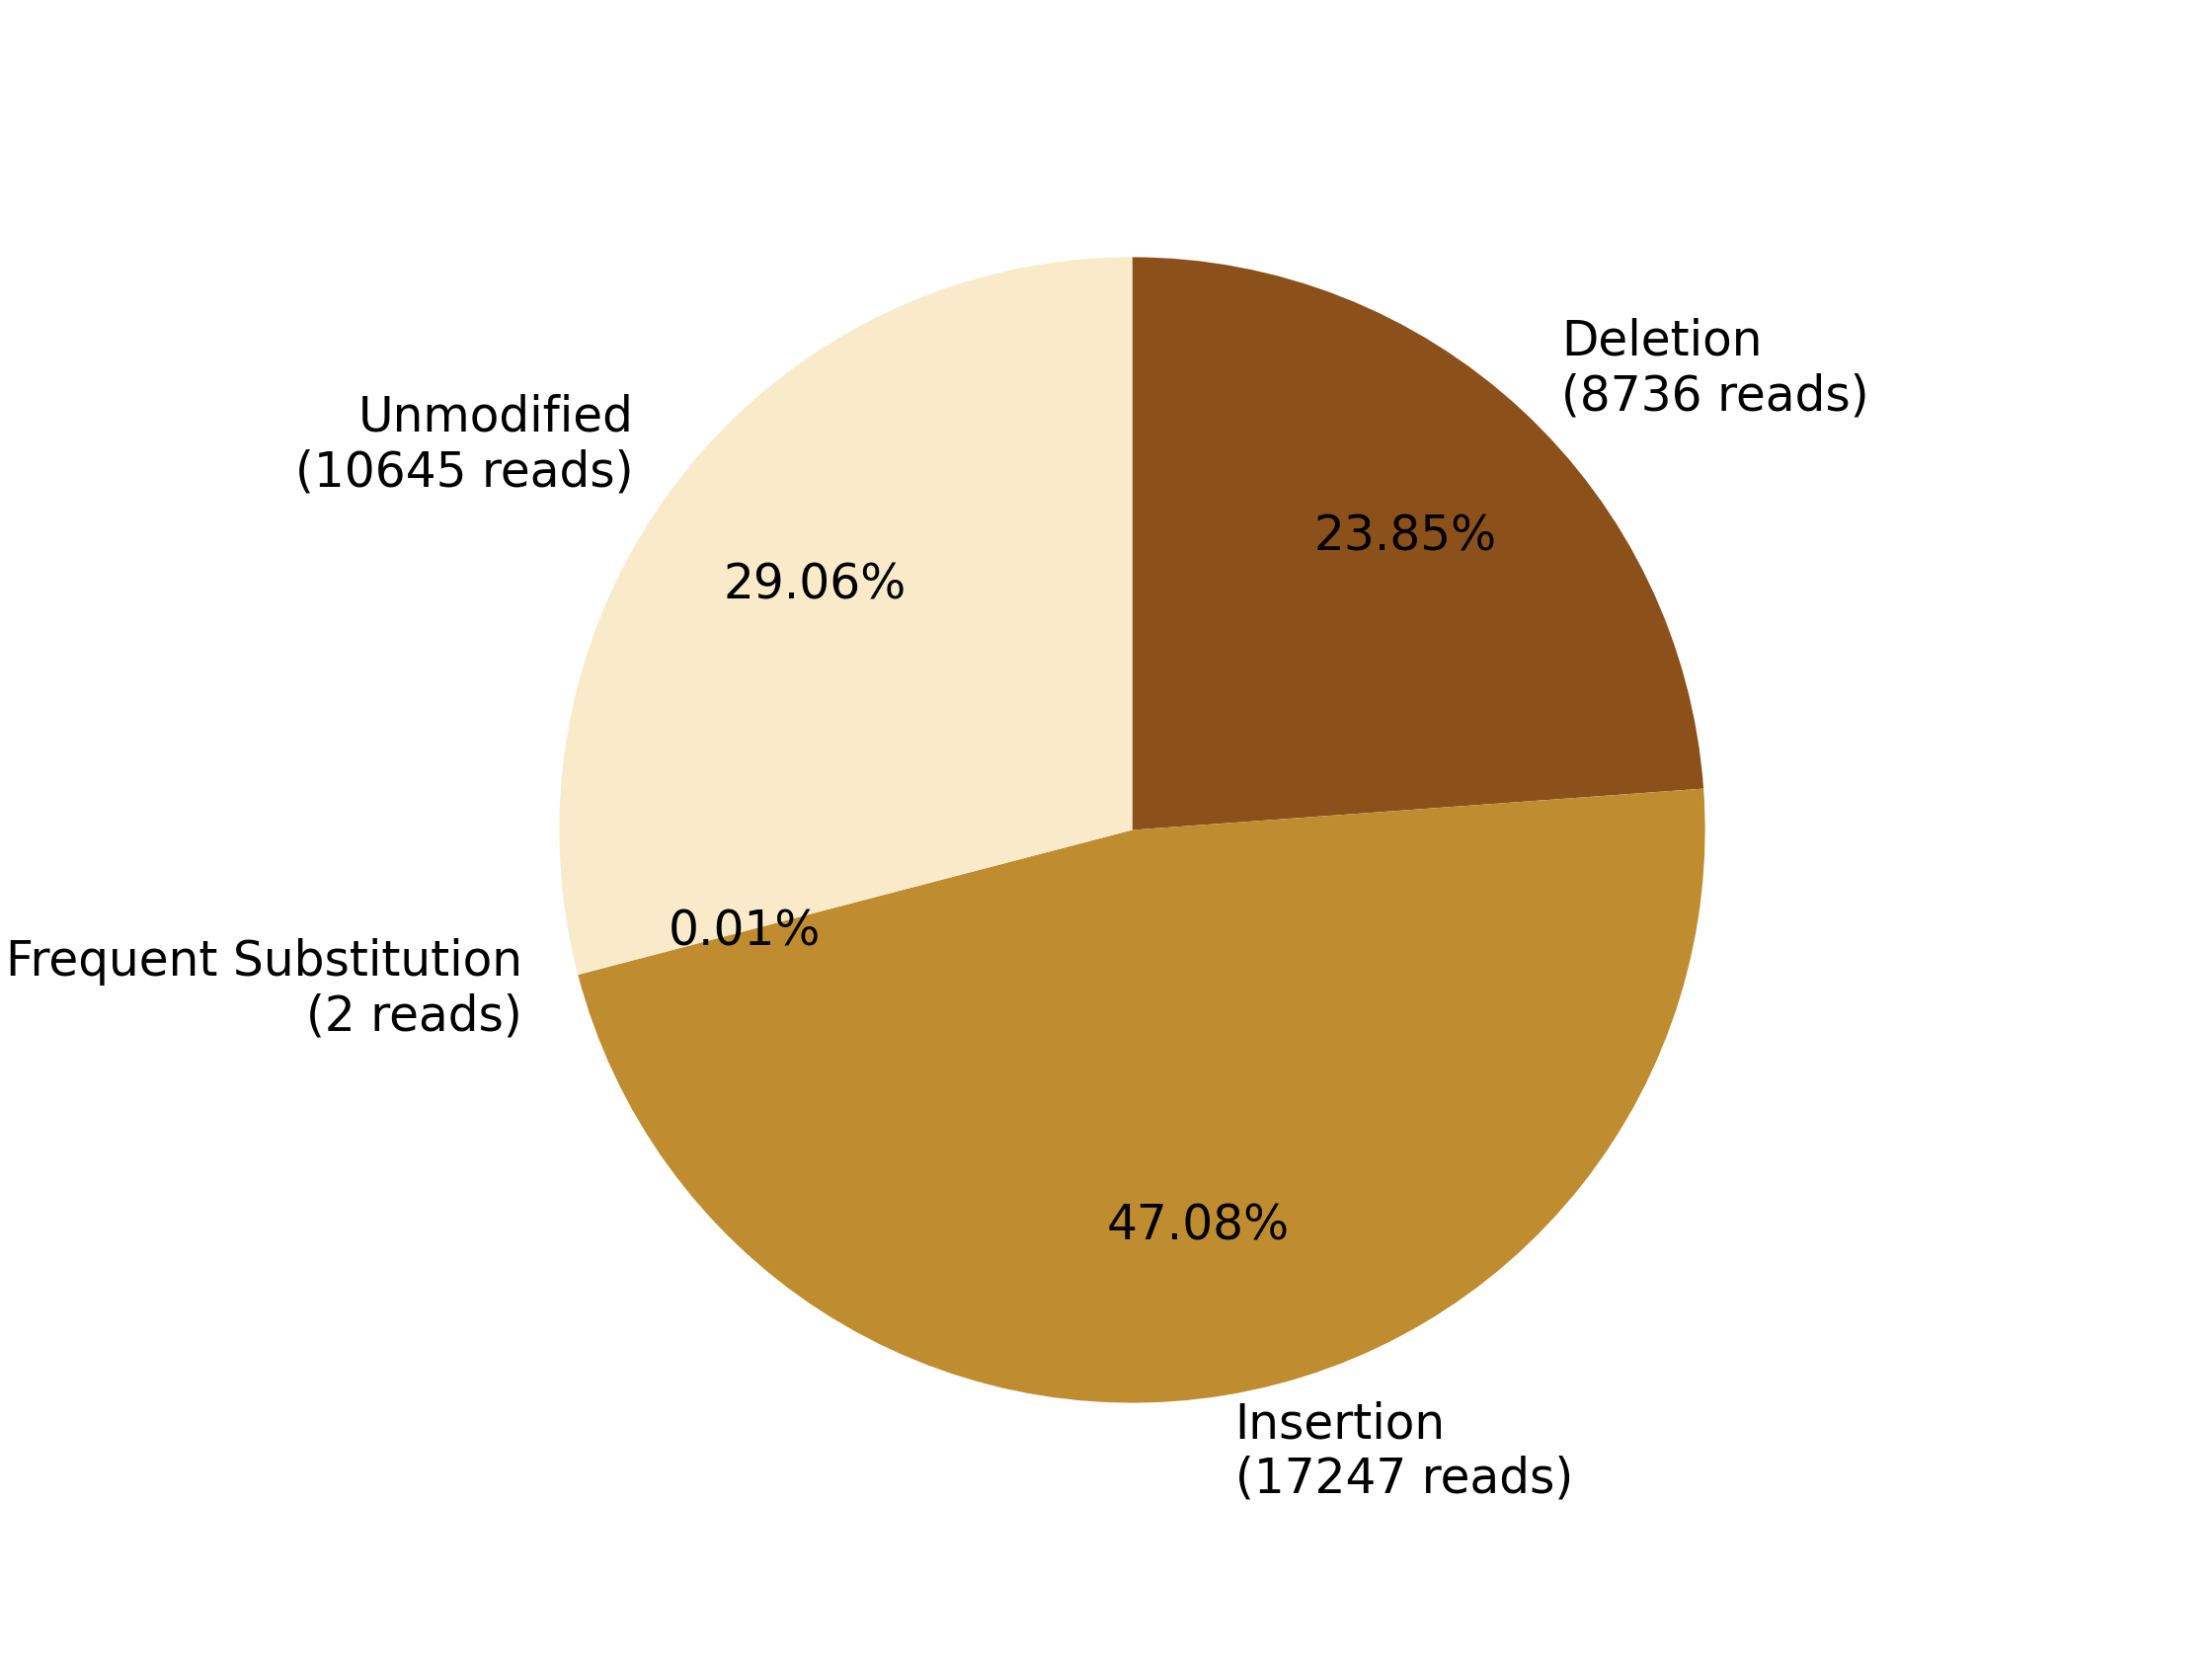 Deletion
(8736 reads)
23.85%
Unmodified
(10645 reads)
29.06%
0.01%
Frequent Substitution
(2 reads)
47.08%
Insertion
(17247 reads)